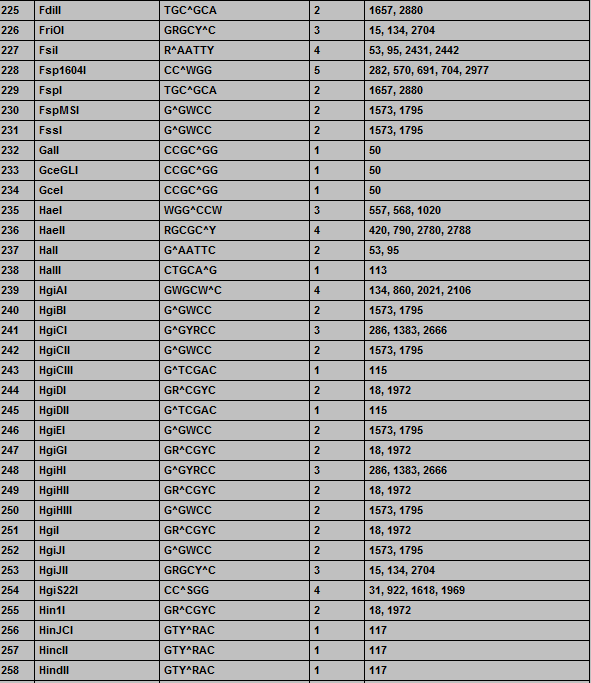 225 FdiII TGC^GCA 2 1657, 2880
226 FriOI GRGCY^C 3 15, 134, 2704
227 FsiI R^AATTY 4 53, 95, 2431, 2442
228 Fsp1604I CC^WGG 5 282, 570, 691, 704, 2977
229 FspI TGC^GCA 2 1657, 2880
230 FspMSI G^GWCC 2 1573, 1795
231 FssI G^GWCC 2 1573, 1795
232 GalI CCGC^GG 1 50
233 GceGLI CCGC^GG 1 50
234 GceI CCGC^GG 1 50
235 HaeI WGG^CCW 3 557, 568, 1020
236 HaeII RGCGC^Y 4 420, 790, 2780, 2788
237 HalI G^AATTC 2 53, 95
238 HalII CTGCA^G 1 113
239 HgiAI GWGCW^C 4 134, 860, 2021, 2106
240 HgiBI G^GWCC 2 1573, 1795
241 HgiCI G^GYRCC 3 286, 1383, 2666
242 HgiCII G^GWCC 2 1573, 1795
243 HgiCIII G^TCGAC 1 115
244 HgiDI GR^CGYC 2 18, 1972
245 HgiDII G^TCGAC 1 115
246 HgiEI G^GWCC 2 1573, 1795
247 HgiGI GR^CGYC 2 18, 1972
248 HgiHI G^GYRCC 3 286, 1383, 2666
249 HgiHII GR^CGYC 2 18, 1972
250 HgiHIII G^GWCC 2 1573, 1795
251 HgiI GR^CGYC 2 18, 1972
252 HgiJI G^GWCC 2 1573, 1795
253 HgiJII GRGCY^C 3 15, 134, 2704
254 HgiS22I CC^SGG 4 31, 922, 1618, 1969
255 Hin1I GR^CGYC 2 18, 1972
256 HinJCI GTY^RAC 1 117
257 HincII GTY^RAC 1 117
258 HindII GTY^RAC 1 117